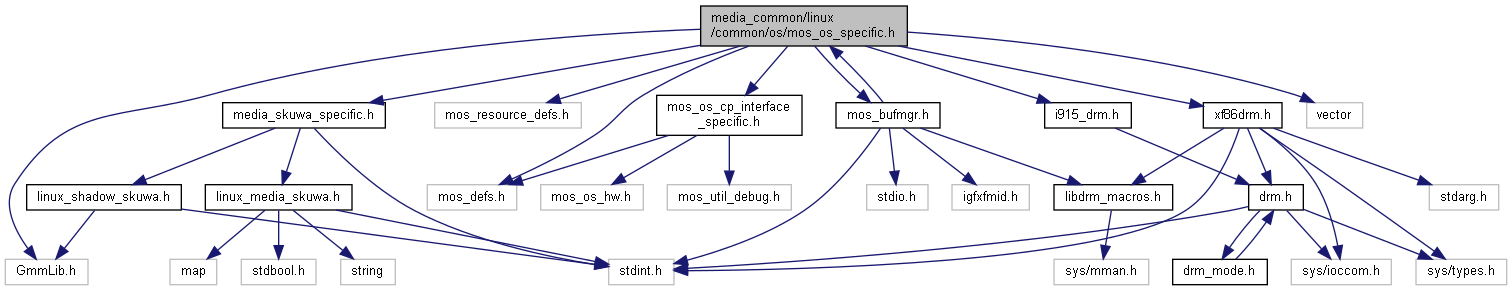 media_common/linux
/common/os/mos_os_specific.h
media_skuwa_specific.h
mos_resource_defs.h
mos_os_cp_interface
_specific.h
mos_bufmgr.h
i915_drm.h
xf86drm.h
vector
linux_shadow_skuwa.h
linux_media_skuwa.h
mos_defs.h
mos_os_hw.h
mos_util_debug.h
stdio.h
igfxfmid.h
libdrm_macros.h
drm.h
stdarg.h
GmmLib.h
map
stdbool.h
string
stdint.h
sys/mman.h
drm_mode.h
sys/ioccom.h
sys/types.h